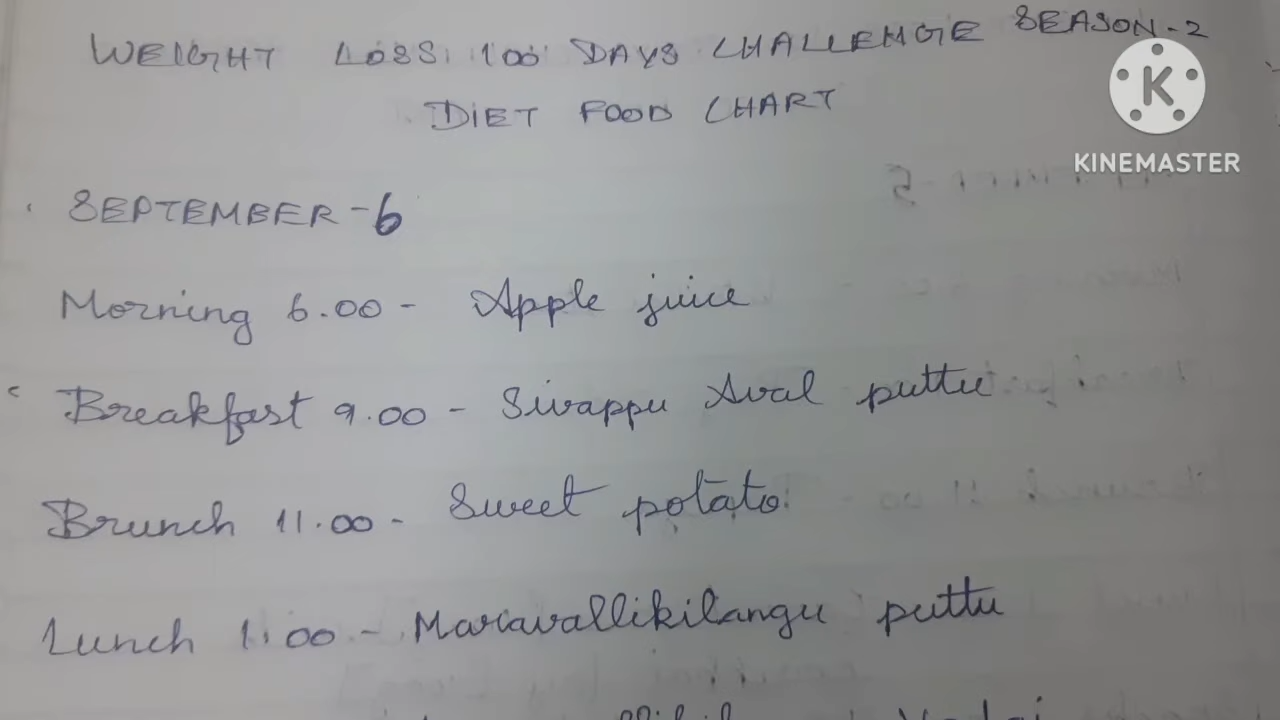 WEIGHT LOSS 100 DAYS CHALLENGE SEASON-2
DIET FOOD CHART
KINEMASTER
SEPTEMBER-6
Morning 6.00 - Apple juice
Breakfast 9.00 - Sivappu Aval puttu
Brunch 11.00 - Sweet potato
Lunch 1.00 - Maravallikilangu puttu